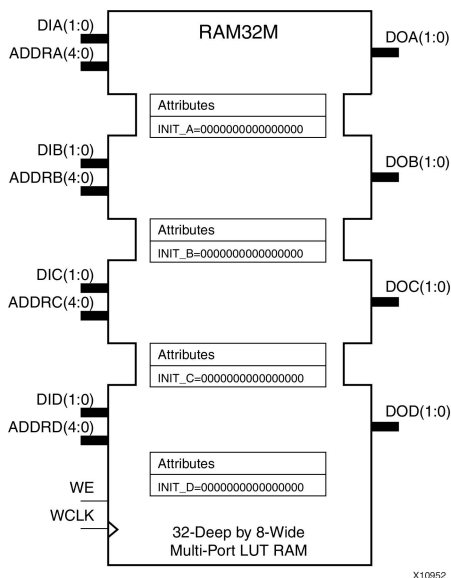 RAM32M
DIA(1:0)
ADDRA(4:0)
DOA(1:0)
Attributes
INIT_A=0000000000000000
DIB(1:0)
ADDRB(4:0)
DOB(1:0)
Attributes
INIT_B=0000000000000000
DIC(1:0)
ADDRC(4:0)
DOC(1:0)
Attributes
INIT_C=0000000000000000
DID(1:0)
ADDRD(4:0)
DOD(1:0)
Attributes
INIT_D=0000000000000000
WE
WCLK
32-Deep by 8-Wide
Multi-Port LUT RAM
X10952